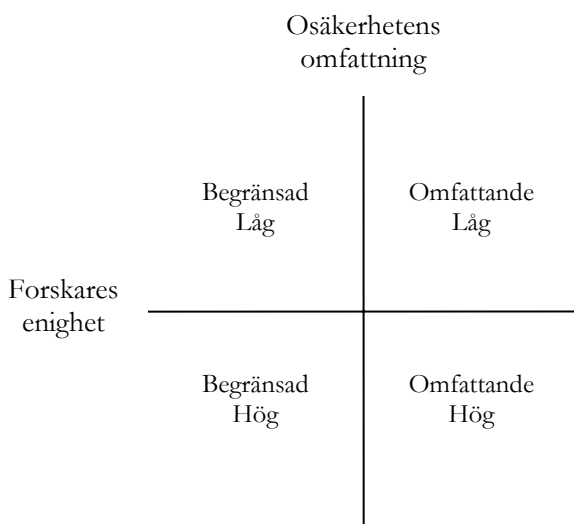 Osäkerhetens
omfattning
Begränsad
Låg
Omfattande
Låg
Forskares
enighet
Begränsad
Hög
Omfattande
Hög